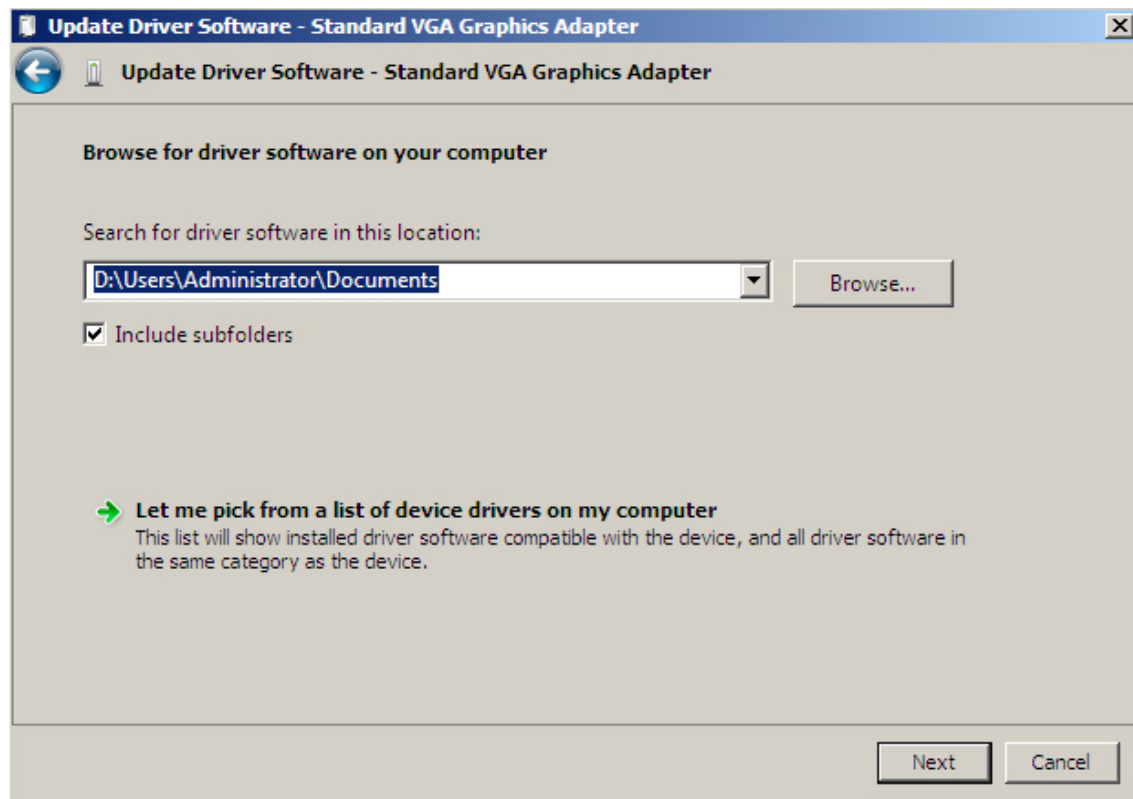 Update Driver Software - Standard VGA Graphics Adapter
Update Driver Software - Standard VGA Graphics Adapter
Browse for driver software on your computer
Search for driver software in this location:
D:\Users\Administrator\Documents
Browse...
Include subfolders
Let me pick from a list of device drivers on my computer
This list will show installed driver software compatible with the device, and all driver software in
the same category as the device.
Next
Cancel